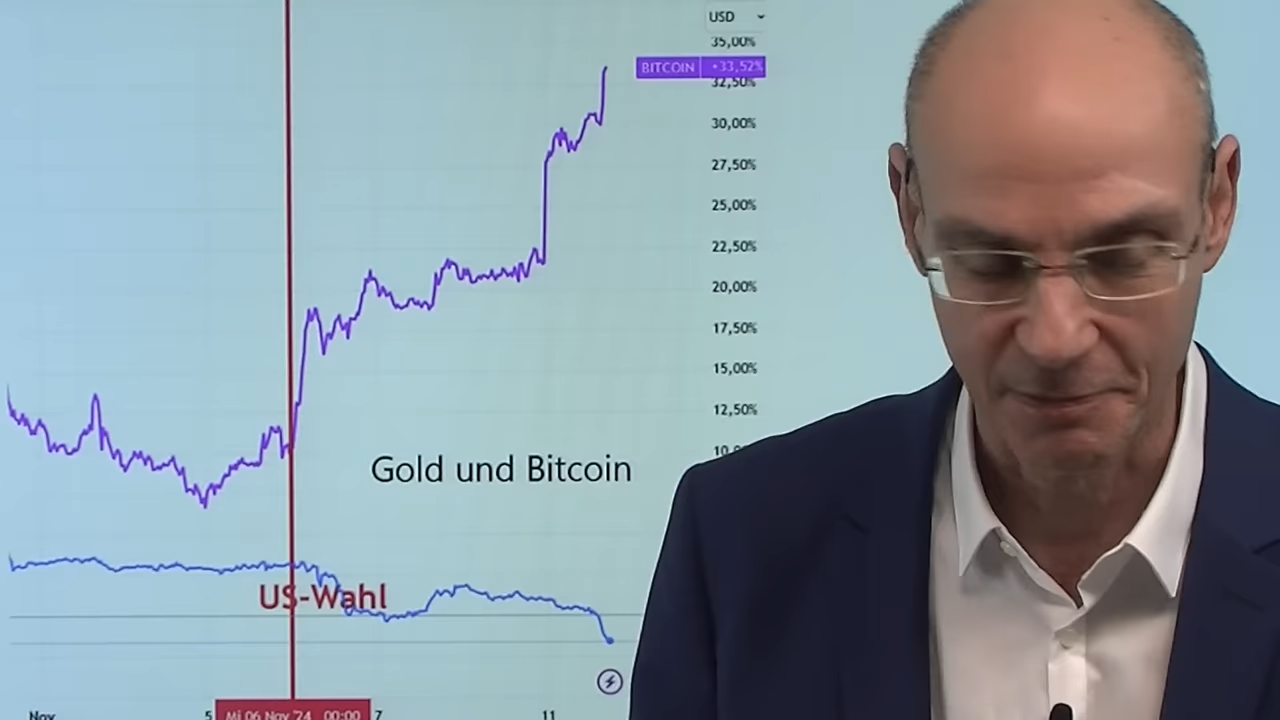 USD
35,00%
BITCOIN +33,52%
32,50%
30,00%
27,50%
25,00%
22,50%
20,00%
17,50%
15,00%
12,50%
Gold und Bitcoin
US-Wahl
Nov 5 Mi 06 Nov '24 00:00 7 11